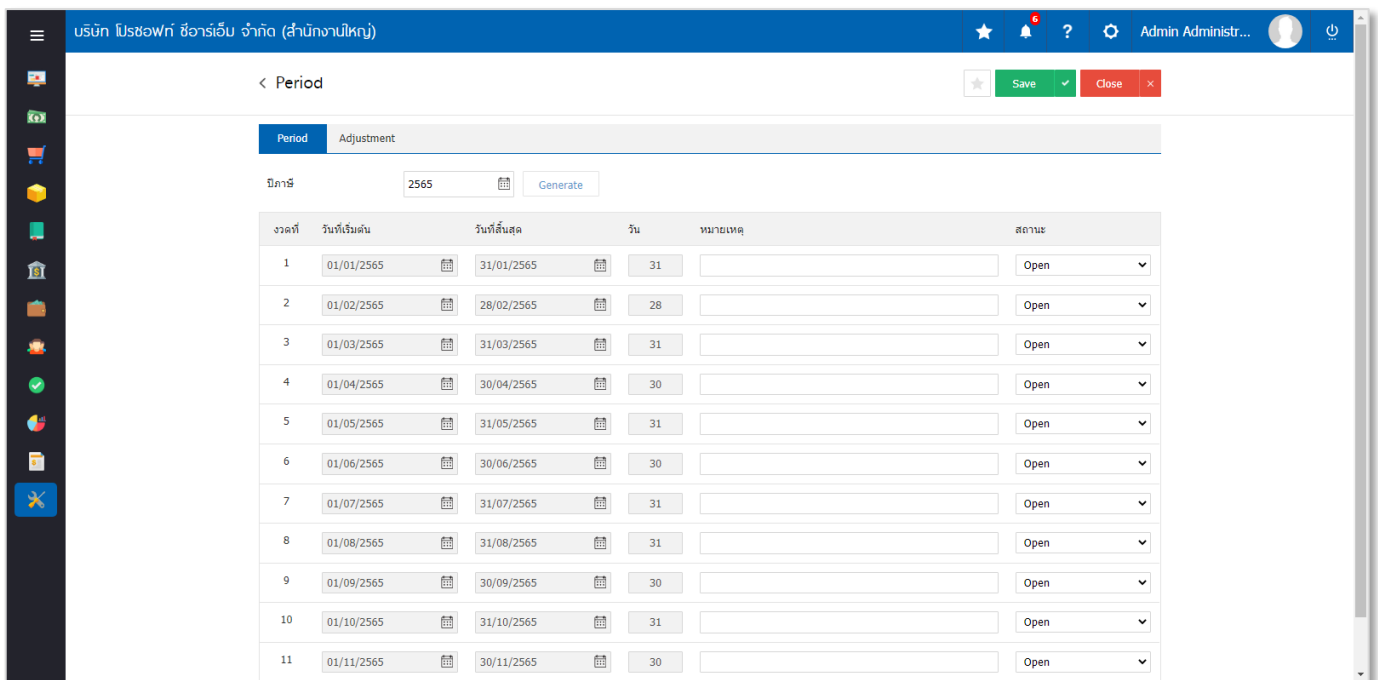 บริษัท โปรซอฟท์ ซีอาร์เอ็ม จำกัด (สำนักงานใหญ่) 6 ? Admin Administr...
< Period Save Close ×
Period Adjustment
ปีภาษี 2565 Generate
งวดที่ วันที่เริ่มต้น วันที่สิ้นสุด วัน หมายเหตุ สถานะ
1 01/01/2565 31/01/2565 31 Open
2 01/02/2565 28/02/2565 28 Open
3 01/03/2565 31/03/2565 31 Open
4 01/04/2565 30/04/2565 30 Open
5 01/05/2565 31/05/2565 31 Open
6 01/06/2565 30/06/2565 30 Open
7 01/07/2565 31/07/2565 31 Open
8 01/08/2565 31/08/2565 31 Open
9 01/09/2565 30/09/2565 30 Open
10 01/10/2565 31/10/2565 31 Open
11 01/11/2565 30/11/2565 30 Open